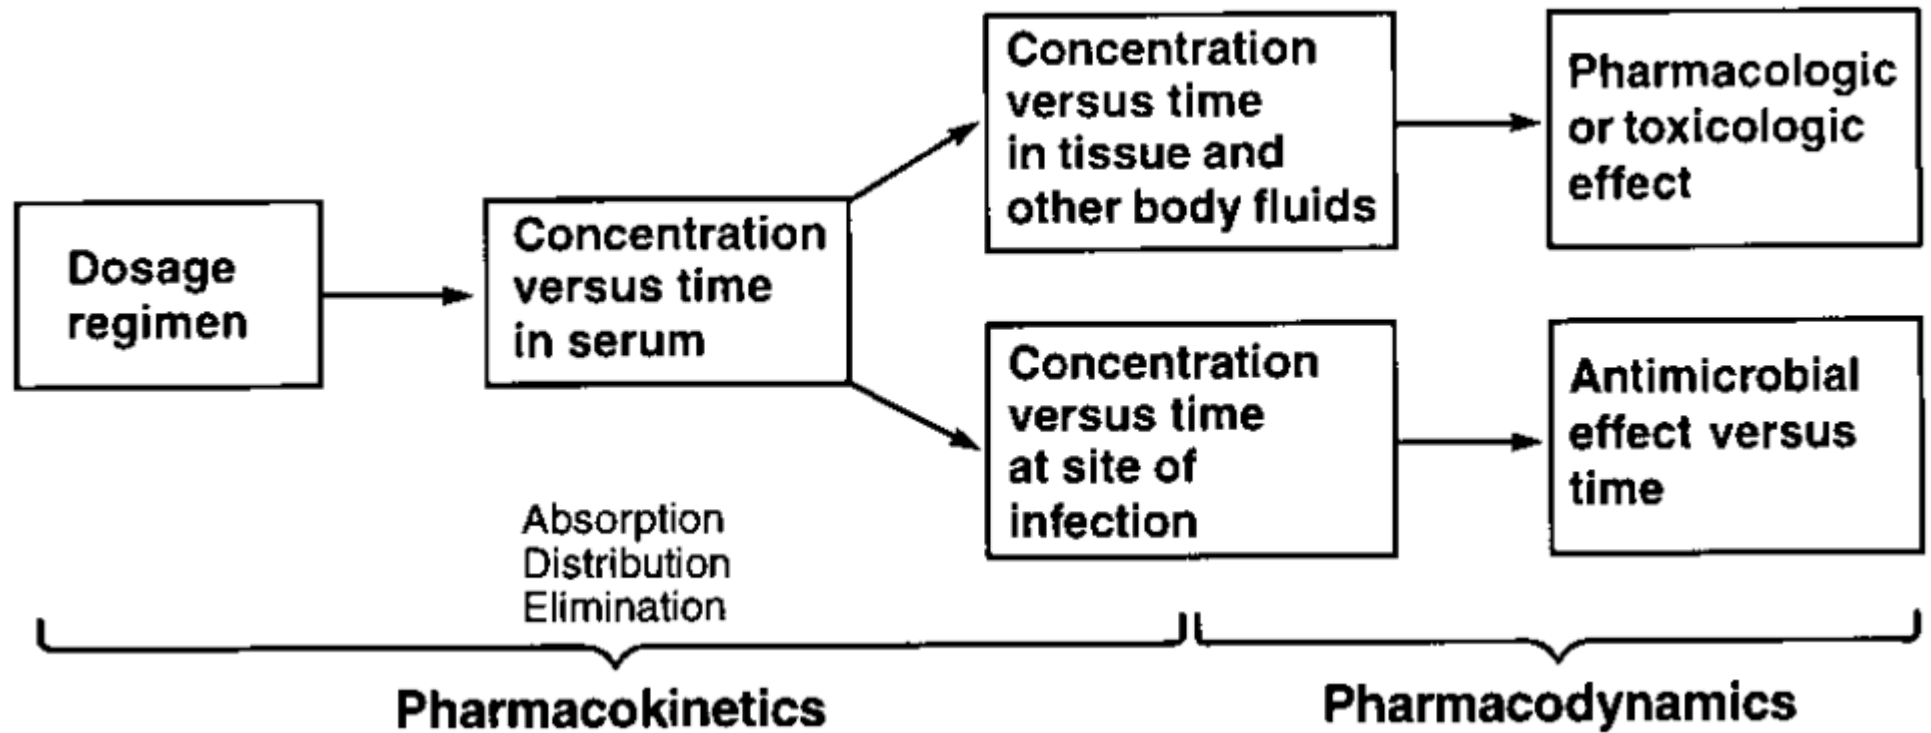 Dosage
regimen
Concentration
versus time
in serum
Concentration
versus time
in tissue and
other body fluids
Pharmacologic
or toxicologic
effect
Concentration
versus time
at site of
infection
Antimicrobial
effect versus
time
Absorption
Distribution
Elimination
Pharmacokinetics
Pharmacodynamics